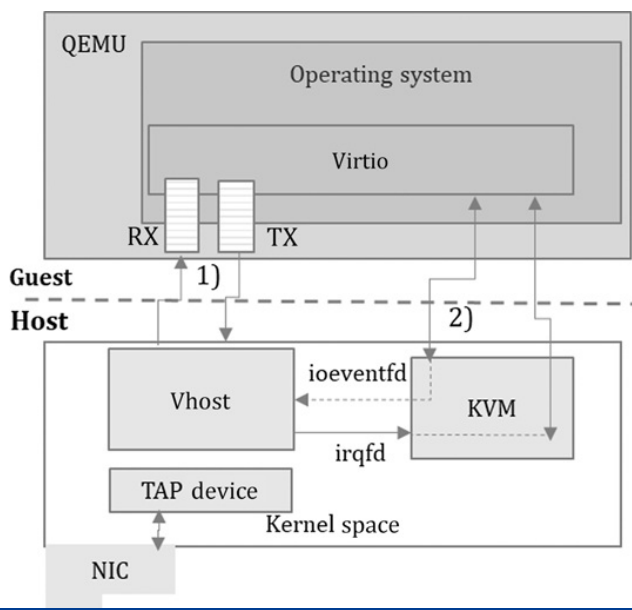 QEMU
Operating system
Virtio
RX
TX
1)
Guest
Host
2)
ioeventfd
Vhost
KVM
irqfd
TAP device
Kernel space
NIC